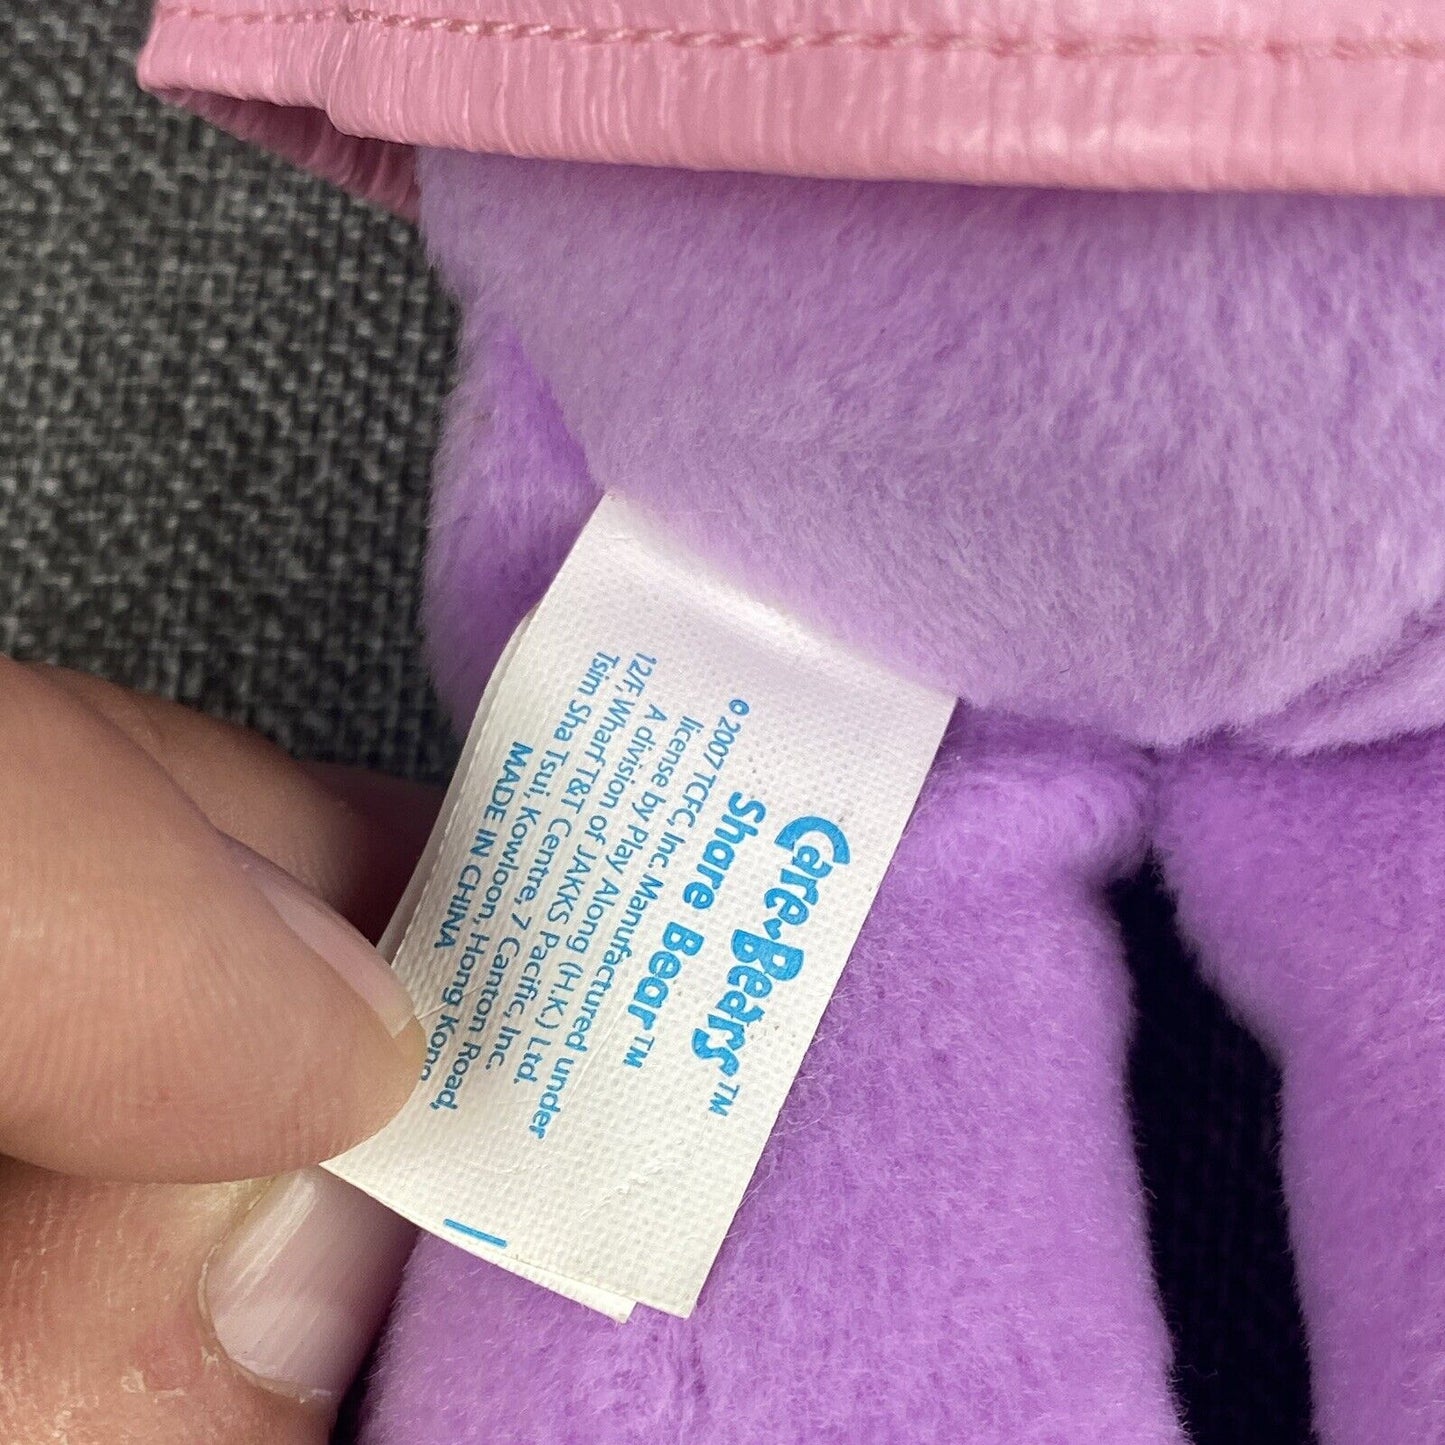 Care Bears™
Share Bear™
© 2007 TCFC, Inc. Manufactured under
license by Play Along (H.K.) Ltd.
A division of JAKKS Pacific, Inc.
12/F, Wharf T&T Centre, 7 Canton Road,
Tsim Sha Tsui, Kowloon, Hong Kong
MADE IN CHINA